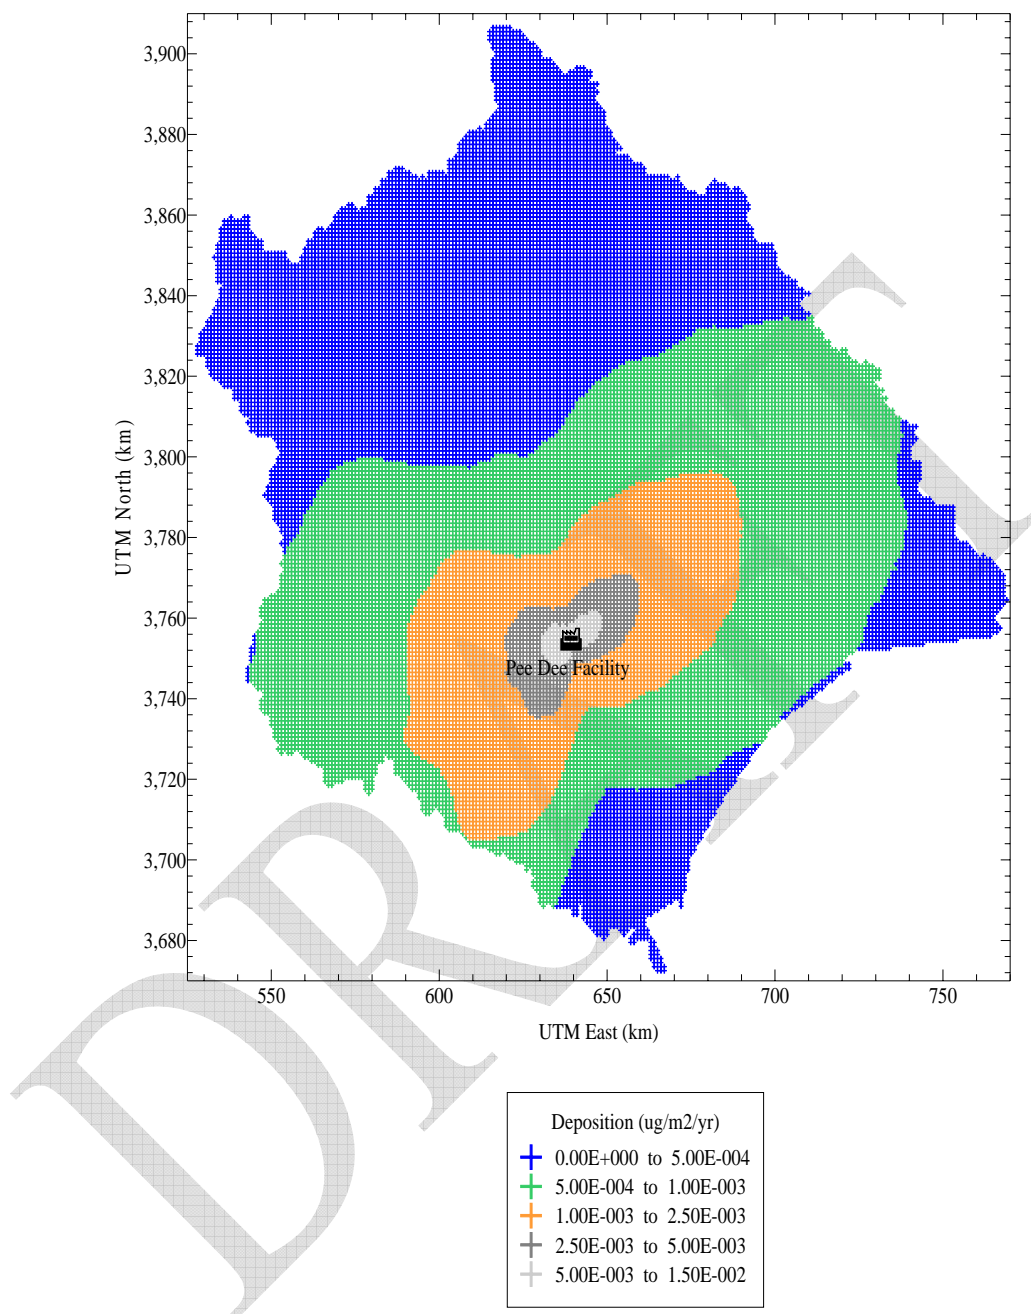 3,900
3,880
3,860
3,840
3,820
3,800
3,780
3,760
3,740
3,720
3,700
3,680
UTM North (km)
Pee Dee Facility
550 600 650 700 750
UTM East (km)
DRAFT
Deposition (ug/m2/yr)
0.00E+000 to 5.00E-004
5.00E-004 to 1.00E-003
1.00E-003 to 2.50E-003
2.50E-003 to 5.00E-003
5.00E-003 to 1.50E-002